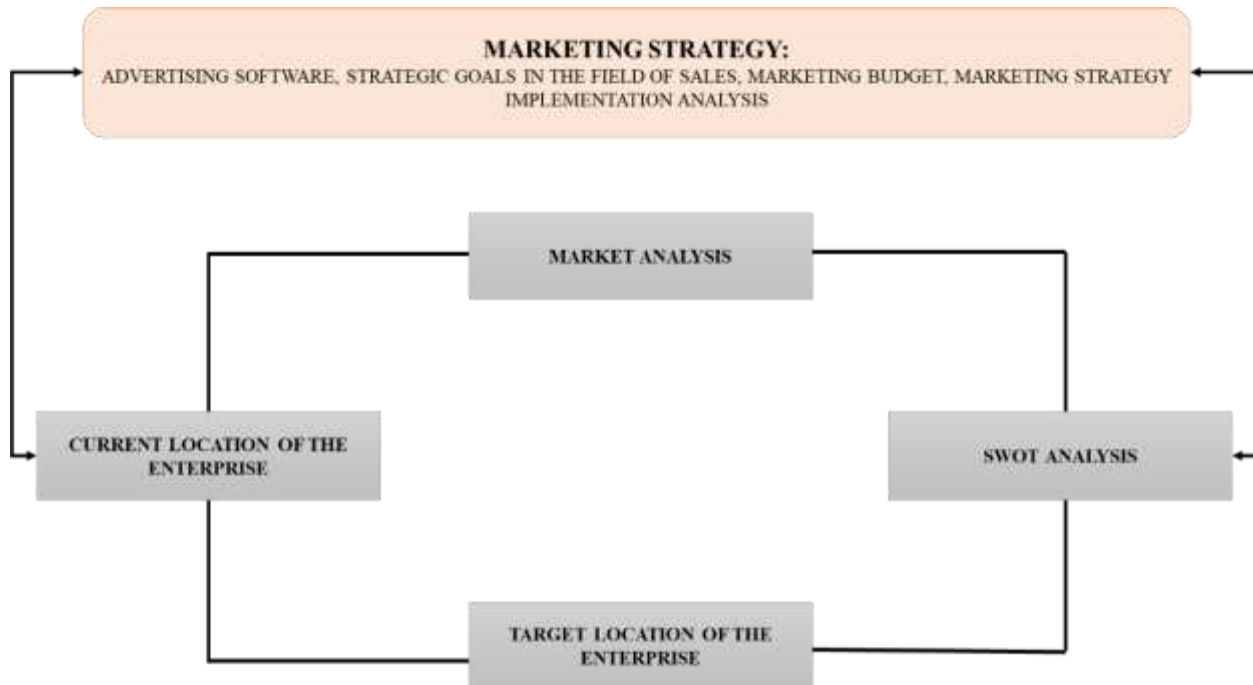 MARKETING STRATEGY:
ADVERTISING SOFTWARE, STRATEGIC GOALS IN THE FIELD OF SALES, MARKETING BUDGET, MARKETING STRATEGY
IMPLEMENTATION ANALYSIS
MARKET ANALYSIS
CURRENT LOCATION OF THE
ENTERPRISE
SWOT ANALYSIS
TARGET LOCATION OF THE
ENTERPRISE